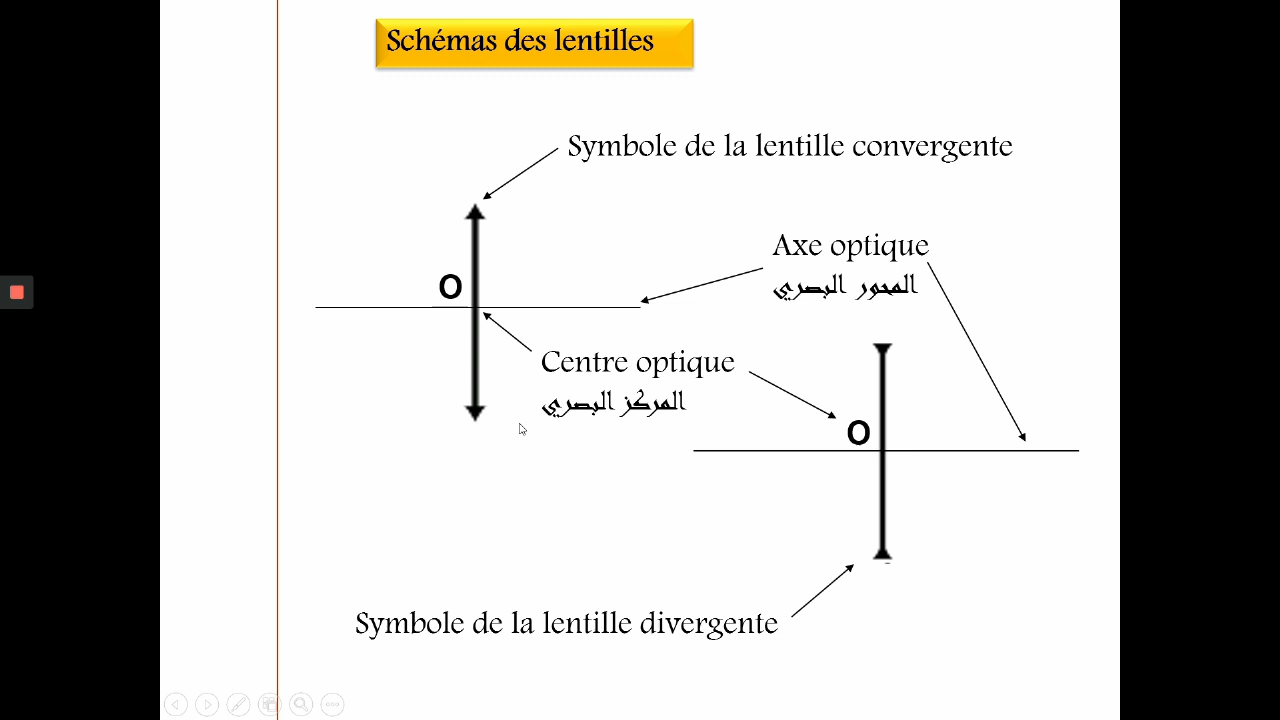 Schémas des lentilles
Symbole de la lentille convergente
Axe optique
المحور البصري
O
Centre optique
المركز البصري
O
Symbole de la lentille divergente